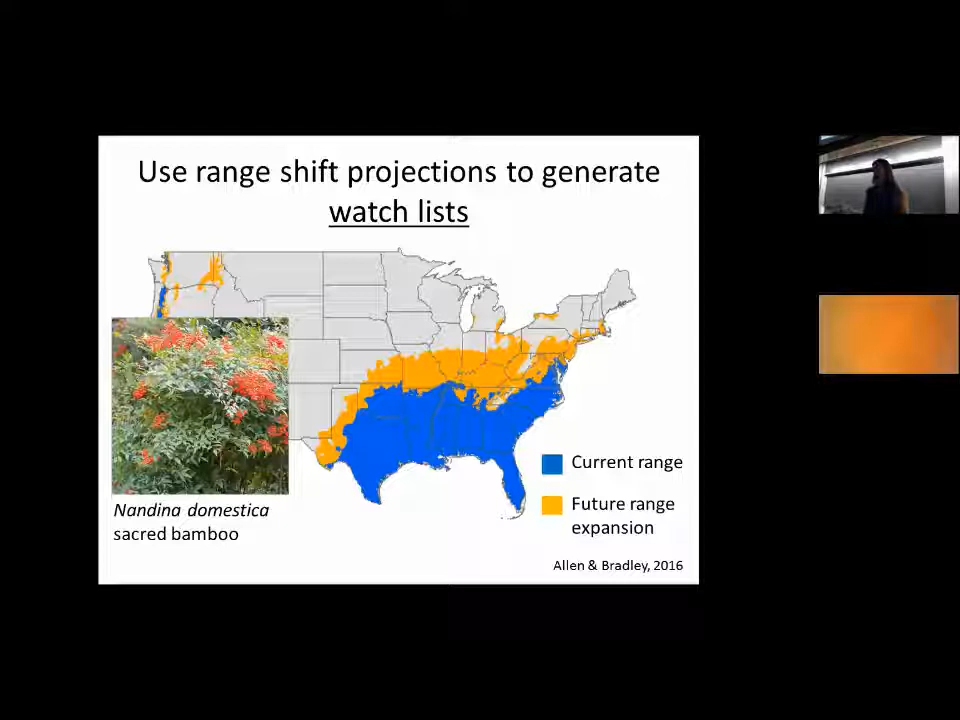 Use range shift projections to generate
watch lists
Current range
Future range
expansion
Nandina domestica
sacred bamboo
Allen & Bradley, 2016